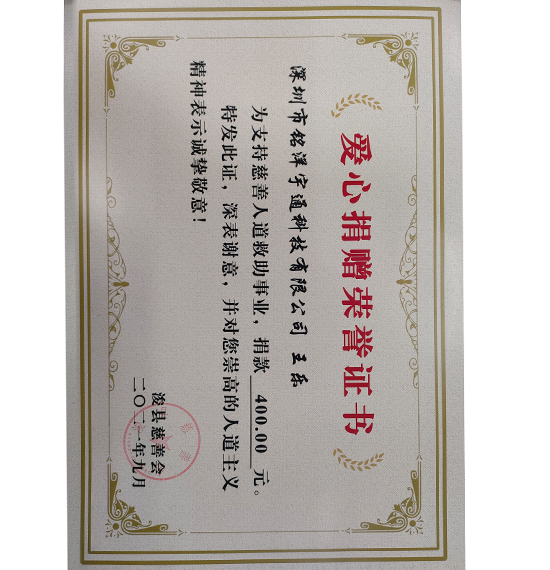 爱心捐赠荣誉证书
深圳市铭洋宇通科技有限公司 王乐
为支持慈善人道救助事业，捐款 400.00 元。
特发此证，深表谢意，并对您崇高的人道主义
精神表示诚挚敬意！
浚县慈善会
二〇二一年九月